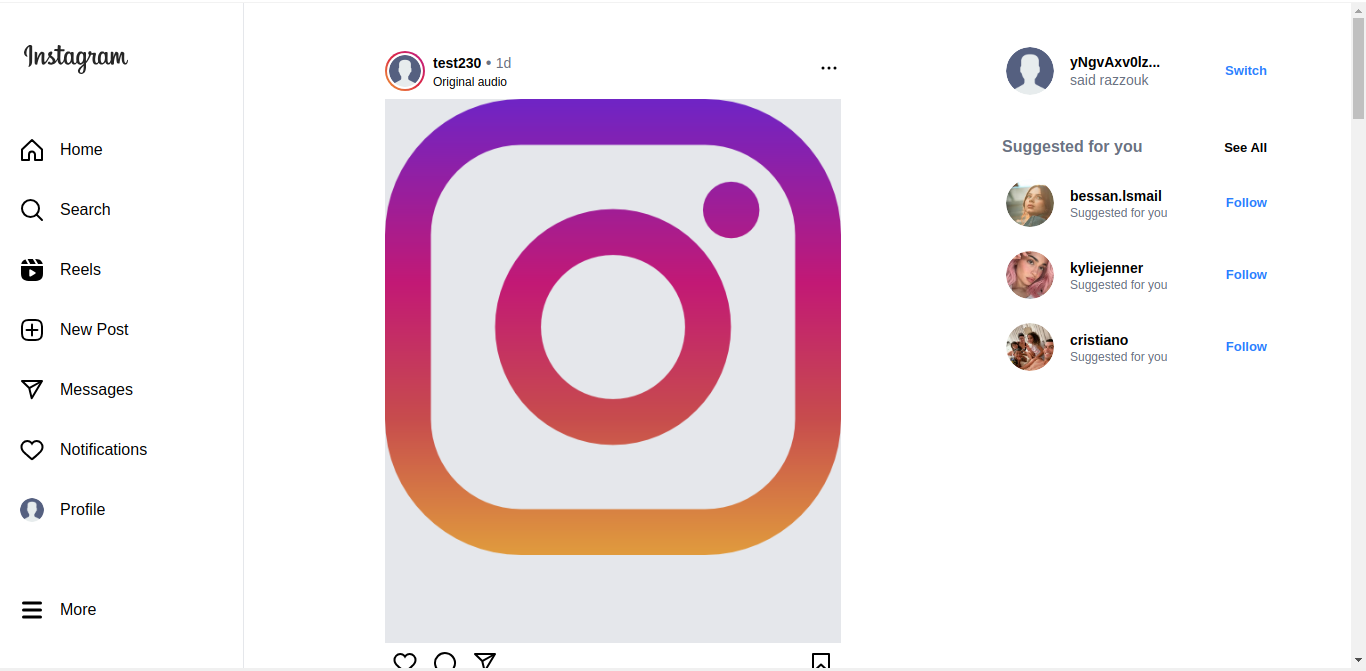 Instagram
Home
Search
Reels
New Post
Messages
Notifications
Profile
More
test230 • 1d
Original audio
yNgvAxv0lz...
said razzouk
Switch
Suggested for you
See All
bessan.lsmail
Suggested for you
Follow
kyliejenner
Suggested for you
Follow
cristiano
Suggested for you
Follow